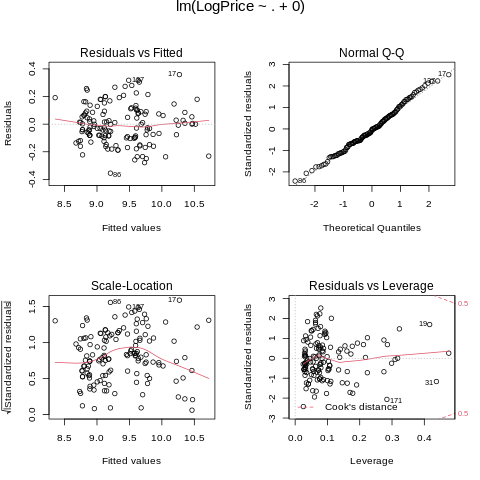 lm(LogPrice ~ . + 0)
Residuals vs Fitted
Residuals
-0.4 -0.2 0.0 0.2 0.4
17
86
8.5 9.0 9.5 10.0 10.5
Fitted values
Normal Q-Q
Standardized residuals
-2 -1 0 1 2 3
17
86
-2 -1 0 1 2
Theoretical Quantiles
Scale-Location
√|Standardized residuals|
0.0 0.5 1.0 1.5
86
17
8.5 9.0 9.5 10.0 10.5
Fitted values
Residuals vs Leverage
Standardized residuals
-3 -2 -1 0 1 2 3
0.5
19
31
171
Cook's distance
0.5
0.0 0.1 0.2 0.3 0.4
Leverage